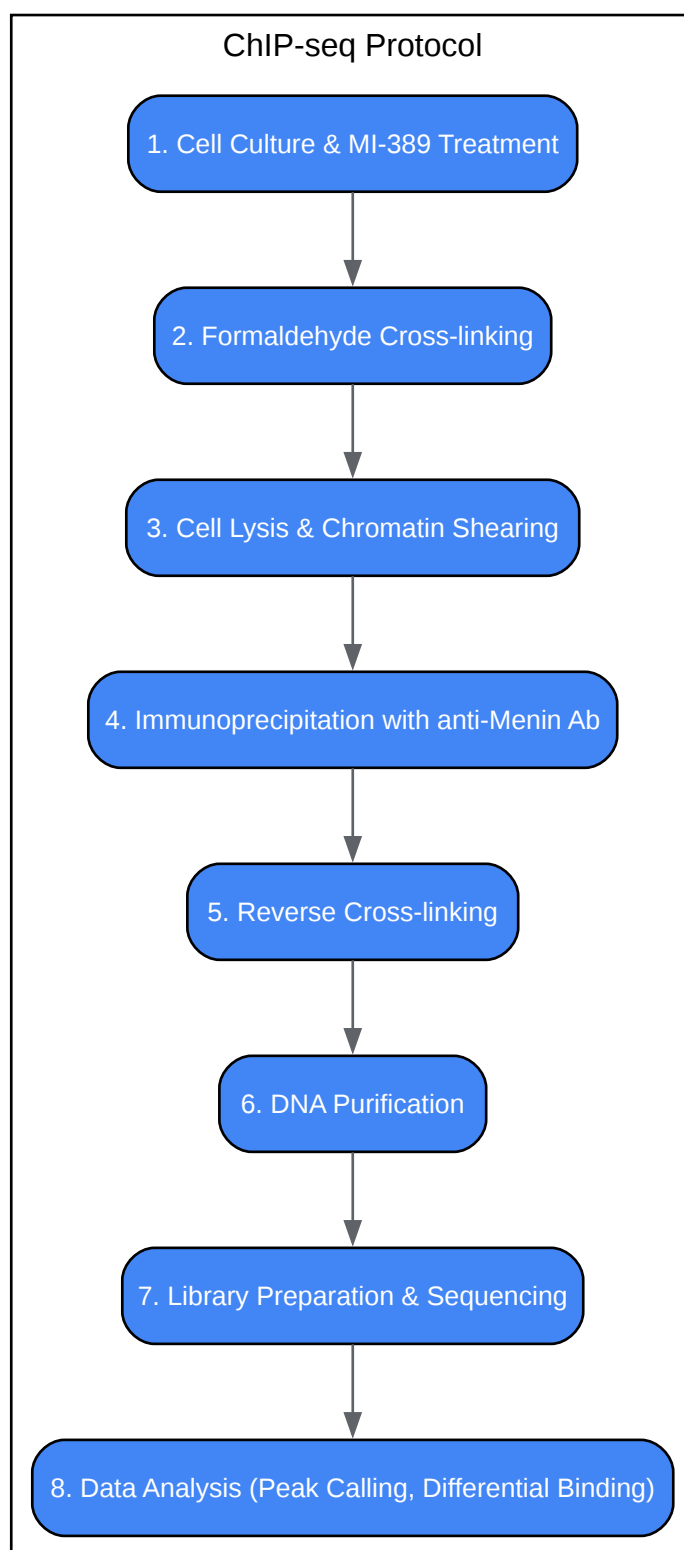 ChIP-seq Protocol
1. Cell Culture & MI-389 Treatment
2. Formaldehyde Cross-linking
3. Cell Lysis & Chromatin Shearing
4. Immunoprecipitation with anti-Menin Ab
5. Reverse Cross-linking
6. DNA Purification
7. Library Preparation & Sequencing
8. Data Analysis (Peak Calling, Differential Binding)